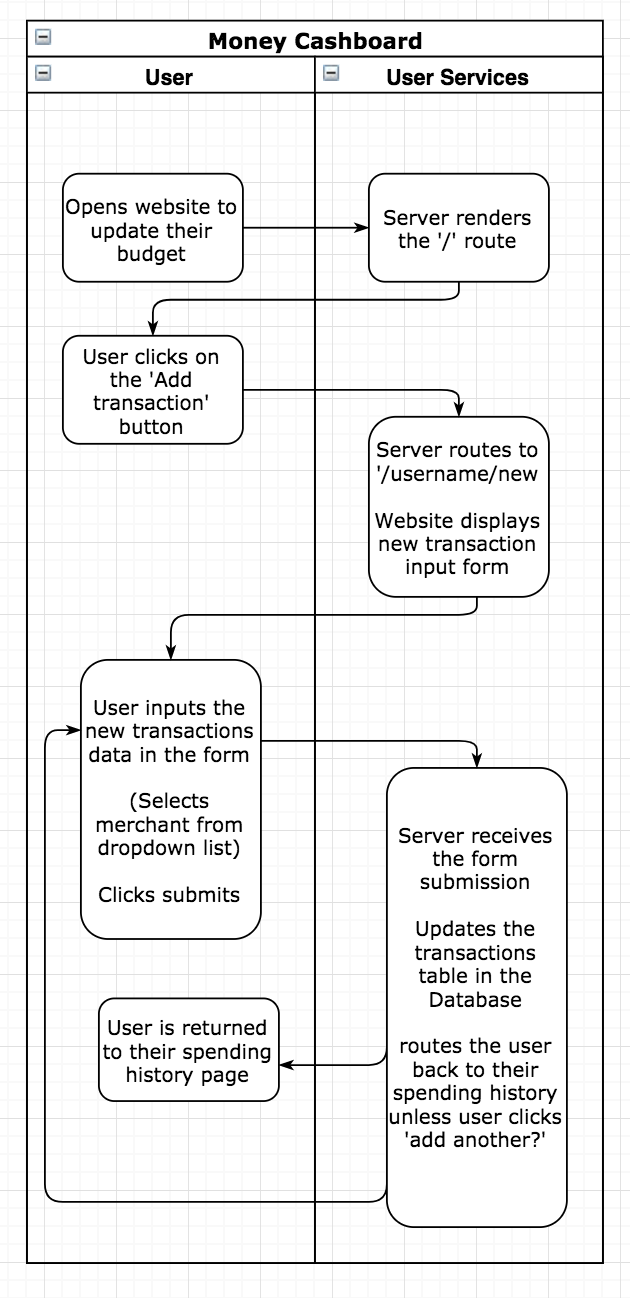 Money Cashboard
User
User Services
Opens website to
update their
budget
Server renders
the '/' route
User clicks on
the 'Add
transaction'
button
Server routes to
'/username/new
Website displays
new transaction
input form
User inputs the
new transactions
data in the form
(Selects
merchant from
dropdown list)
Clicks submits
Server receives
the form
submission
Updates the
transactions
table in the
Database
routes the user
back to their
spending history
unless user clicks
'add another?'
User is returned
to their spending
history page